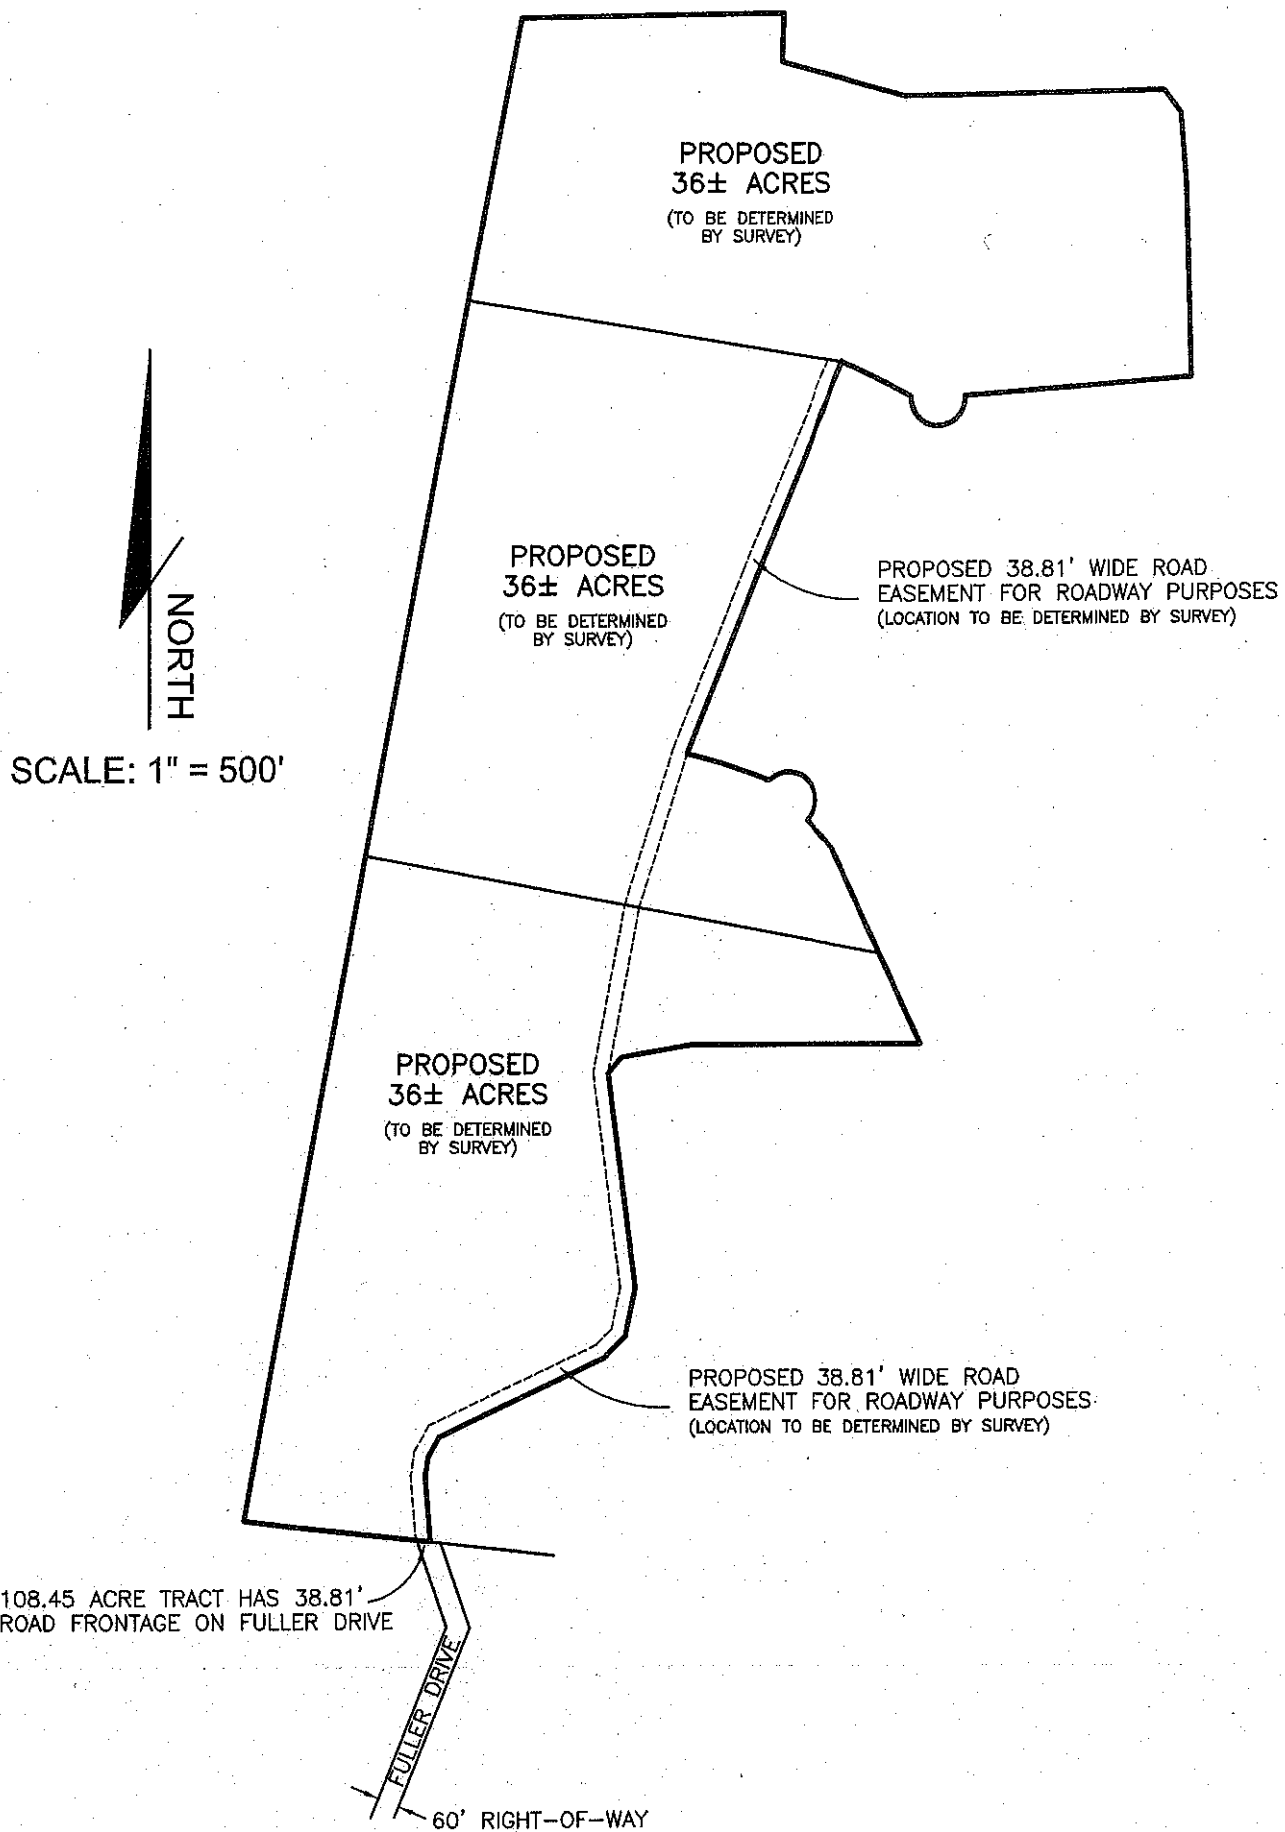 PROPOSED
36± ACRES
(TO BE DETERMINED
BY SURVEY)
NORTH
SCALE: 1" = 500'
PROPOSED
36± ACRES
(TO BE DETERMINED
BY SURVEY)
PROPOSED 38.81' WIDE ROAD
EASEMENT FOR ROADWAY PURPOSES
(LOCATION TO BE DETERMINED BY SURVEY)
PROPOSED
36± ACRES
(TO BE DETERMINED
BY SURVEY)
PROPOSED 38.81' WIDE ROAD
EASEMENT FOR ROADWAY PURPOSES
(LOCATION TO BE DETERMINED BY SURVEY)
108.45 ACRE TRACT HAS 38.81'
ROAD FRONTAGE ON FULLER DRIVE
FULLER DRIVE
60' RIGHT-OF-WAY